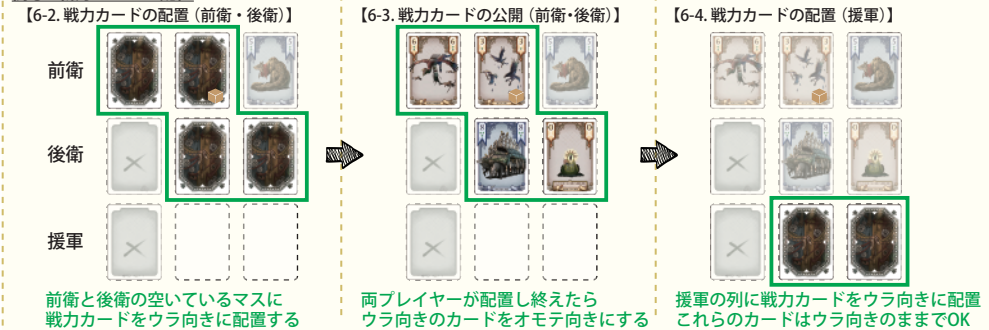 【6-2. 戦力カードの配置 (前衛・後衛)】
前衛
後衛
援軍
前衛と後衛の空いているマスに
戦力カードをウラ向きに配置する
【6-3. 戦力カードの公開 (前衛・後衛)】
両プレイヤーが配置し終えたら
ウラ向きのカードをオモテ向きにする
【6-4. 戦力カードの配置 (援軍)】
援軍の列に戦力カードをウラ向きに配置
これらのカードはウラ向きのままでOK